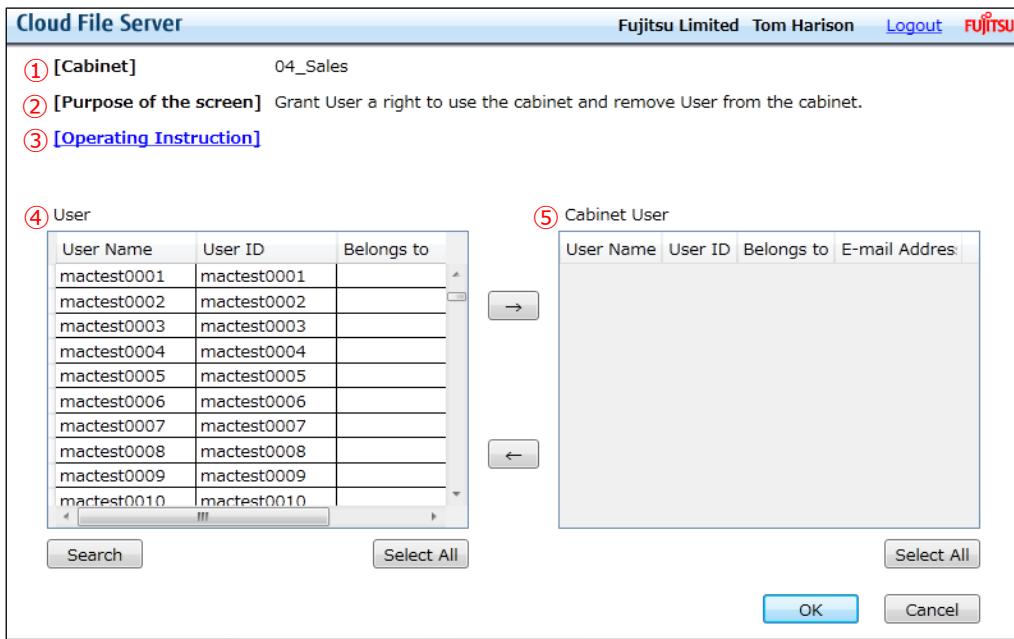 Cloud File Server Fujitsu Limited Tom Harison Logout FUJITSU
① [Cabinet] 04_Sales
② [Purpose of the screen] Grant User a right to use the cabinet and remove User from the cabinet.
③ [Operating Instruction]
④ User ⑤ Cabinet User
User Name User ID Belongs to User Name User ID Belongs to E-mail Addres
mactest0001 mactest0001
mactest0002 mactest0002
→
mactest0003 mactest0003
mactest0004 mactest0004
mactest0005 mactest0005
mactest0006 mactest0006
mactest0007 mactest0007
mactest0008 mactest0008
←
mactest0009 mactest0009
mactest0010 mactest0010
Search Select All Select All
OK Cancel